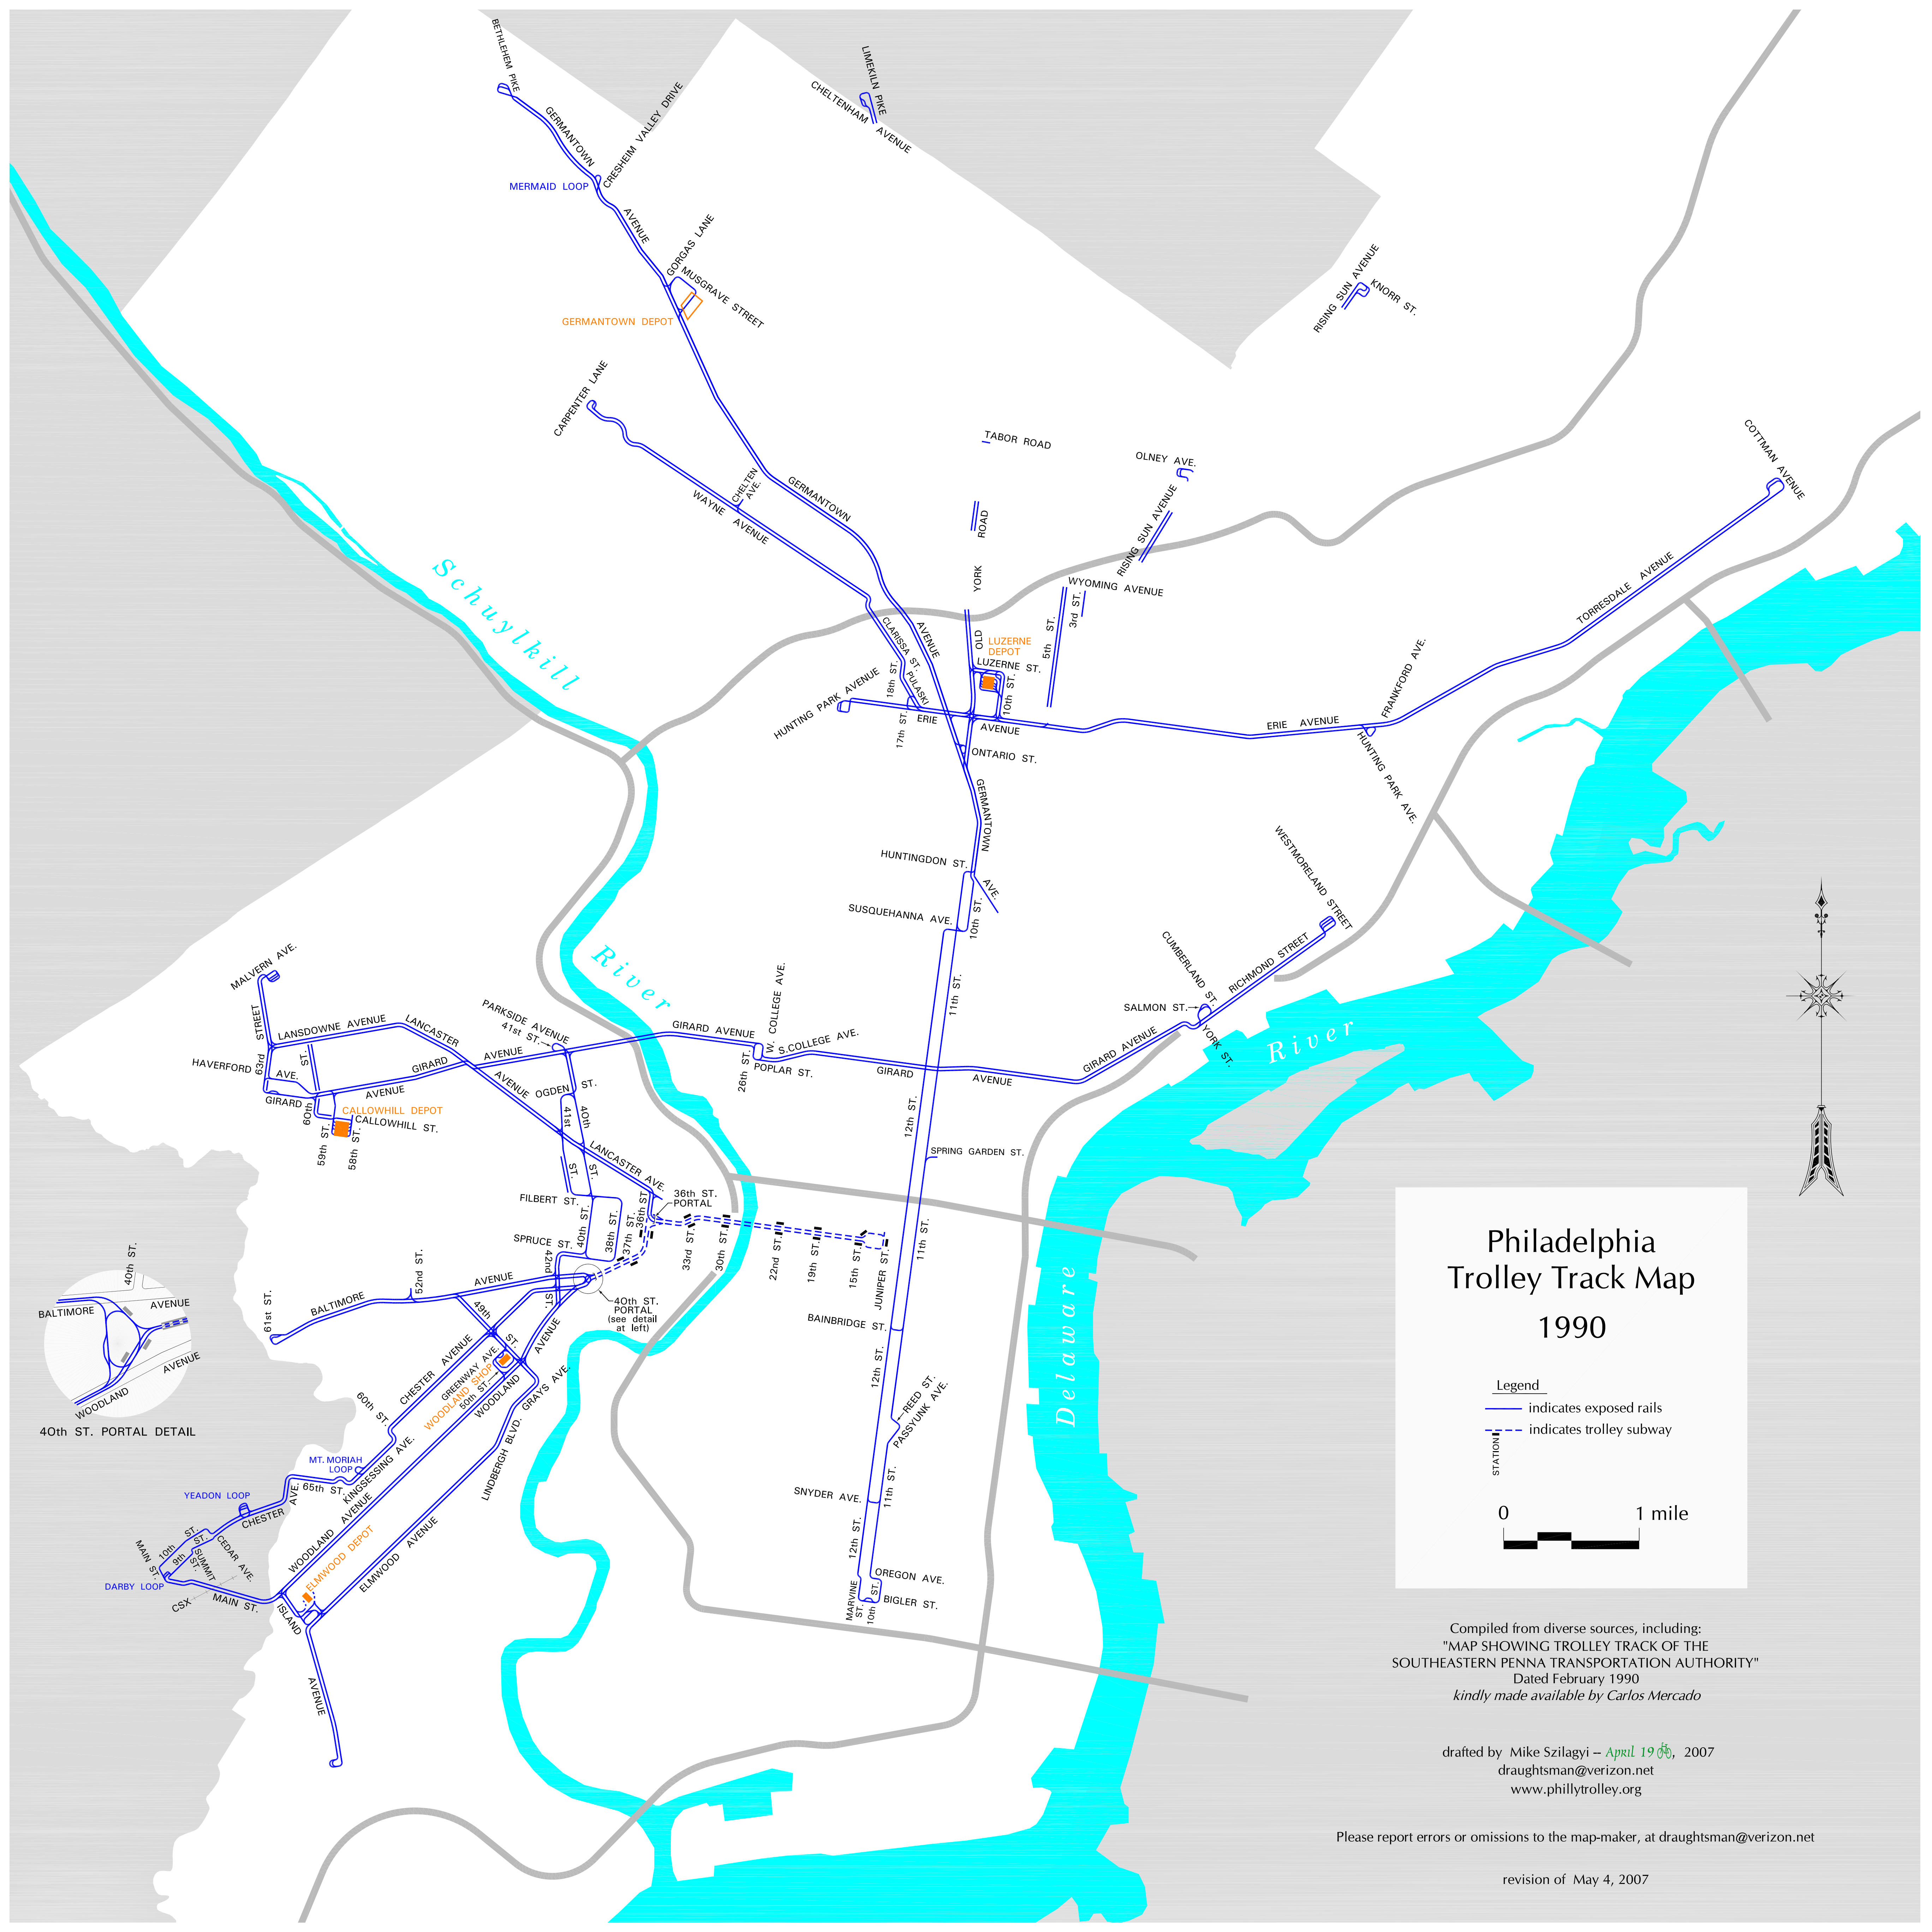 BETHLEHEM PIKE
GERMANTOWN
CRESHEIM VALLEY DRIVE
MERMAID LOOP
AVENUE
GORGAS LANE
MUSGRAVE STREET
GERMANTOWN DEPOT
LIMEKILN PIKE
CHELTENHAM AVENUE
RISING SUN AVENUE
KNORR ST.
CARPENTER LANE
CHELTEN
AVE.
WAYNE AVENUE
GERMANTOWN
AVENUE
TABOR ROAD
OLNEY AVE.
RISING SUN AVENUE
OLD YORK ROAD
WYOMING AVENUE
3rd ST.
5th ST.
LUZERNE
DEPOT
LUZERNE ST.
10th ST.
CLARISSA ST.
18th ST.
PULASKI
17th ST.
HUNTING PARK AVENUE
ERIE AVENUE
ONTARIO ST.
GERMANTOWN
AVE.
ERIE AVENUE
HUNTING PARK AVE.
FRANKFORD AVE.
TORRESDALE AVENUE
COTTMAN AVENUE
Schuylkill
River
HUNTINGDON ST.
SUSQUEHANNA AVE.
10th ST.
11th ST.
WESTMORELAND STREET
RICHMOND STREET
CUMBERLAND ST.
SALMON ST.
YORK ST.
GIRARD AVENUE
Delaware
River
MALVERN AVE.
63rd STREET
LANSDOWNE AVENUE
LANCASTER
AVENUE
HAVERFORD
AVE.
GIRARD
AVENUE
GIRARD
AVENUE
60th
ST.
CALLOWHILL DEPOT
CALLOWHILL ST.
59th ST.
58th ST.
PARKSIDE AVENUE
41st ST.
GIRARD AVENUE
W. COLLEGE AVE.
S.COLLEGE AVE.
26th ST.
POPLAR ST.
GIRARD AVENUE
OGDEN ST.
41st
ST.
40th
ST.
LANCASTER AVE.
12th ST.
SPRING GARDEN ST.
FILBERT ST.
36th ST.
PORTAL
36th ST.
37th ST.
38th ST.
40th ST.
SPRUCE ST.
42nd
ST.
33rd ST.
30th ST.
22nd ST.
19th ST.
15th ST.
JUNIPER ST.
11th ST.
40th ST.
PORTAL
(see detail
at left)
52nd ST.
61st ST.
BALTIMORE AVENUE
49th ST.
CHESTER AVENUE
GREENWAY AVE.
WOODLAND SHOP
50th ST.
WOODLAND
AVENUE
GRAYS AVE.
LINDBERGH BLVD.
60th ST.
KINGSESSING AVE.
MT. MORIAH
LOOP
65th ST.
YEADON LOOP
CHESTER
AVE.
CEDAR AVE.
10th ST.
9th ST.
SUMMIT
ST.
MAIN ST.
DARBY LOOP
CSX
MAIN ST.
WOODLAND AVENUE
ELMWOOD DEPOT
ELMWOOD AVENUE
ISLAND
AVENUE
BAINBRIDGE ST.
12th ST.
REED ST.
PASSYUNK AVE.
SNYDER AVE.
11th ST.
12th ST.
OREGON AVE.
MARVINE
ST.
10th ST.
BIGLER ST.
40th ST.
BALTIMORE AVENUE
WOODLAND AVENUE
40th ST. PORTAL DETAIL
Philadelphia
Trolley Track Map
1990
Legend
indicates exposed rails
indicates trolley subway
STATION
0 1 mile
Compiled from diverse sources, including:
"MAP SHOWING TROLLEY TRACK OF THE
SOUTHEASTERN PENNA TRANSPORTATION AUTHORITY"
Dated February 1990
kindly made available by Carlos Mercado
drafted by Mike Szilagyi – April 19, 2007
draughtsman@verizon.net
www.phillytrolley.org
Please report errors or omissions to the map-maker, at draughtsman@verizon.net
revision of May 4, 2007